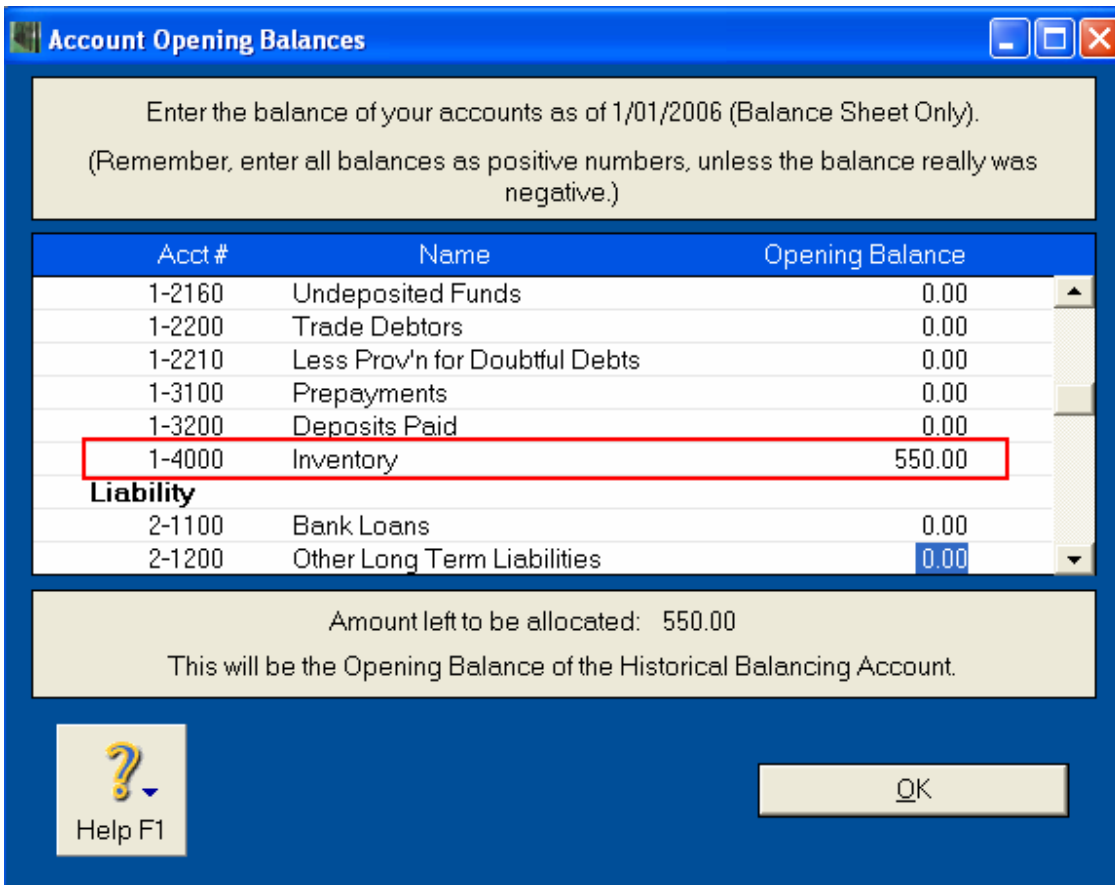 Account Opening Balances
Enter the balance of your accounts as of 1/01/2006 (Balance Sheet Only).
(Remember, enter all balances as positive numbers, unless the balance really was
negative.)
Acct # Name Opening Balance
1-2160 Undeposited Funds 0.00
1-2200 Trade Debtors 0.00
1-2210 Less Prov'n for Doubtful Debts 0.00
1-3100 Prepayments 0.00
1-3200 Deposits Paid 0.00
1-4000 Inventory 550.00
Liability
2-1100 Bank Loans 0.00
2-1200 Other Long Term Liabilities 0.00
Amount left to be allocated: 550.00
This will be the Opening Balance of the Historical Balancing Account.
OK
Help F1